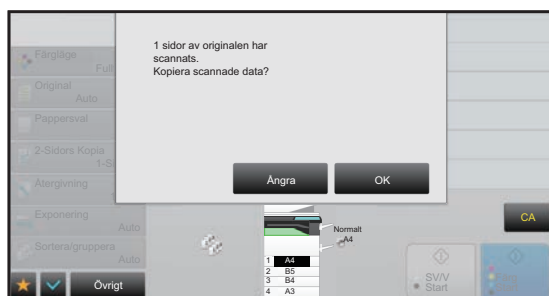 1 sidor av originalen har
scannats.
Kopiera scannade data?
Ångra
OK
Färgläge
Full
Original
Auto
Pappersval
2-Sidors Kopia
1-S
Återgivning
Exponering
Auto
Sortera/gruppera
Auto
Övrigt
Normalt
A4
1 A4
2 B5
3 B4
4 A3
CA
SV/V
Start